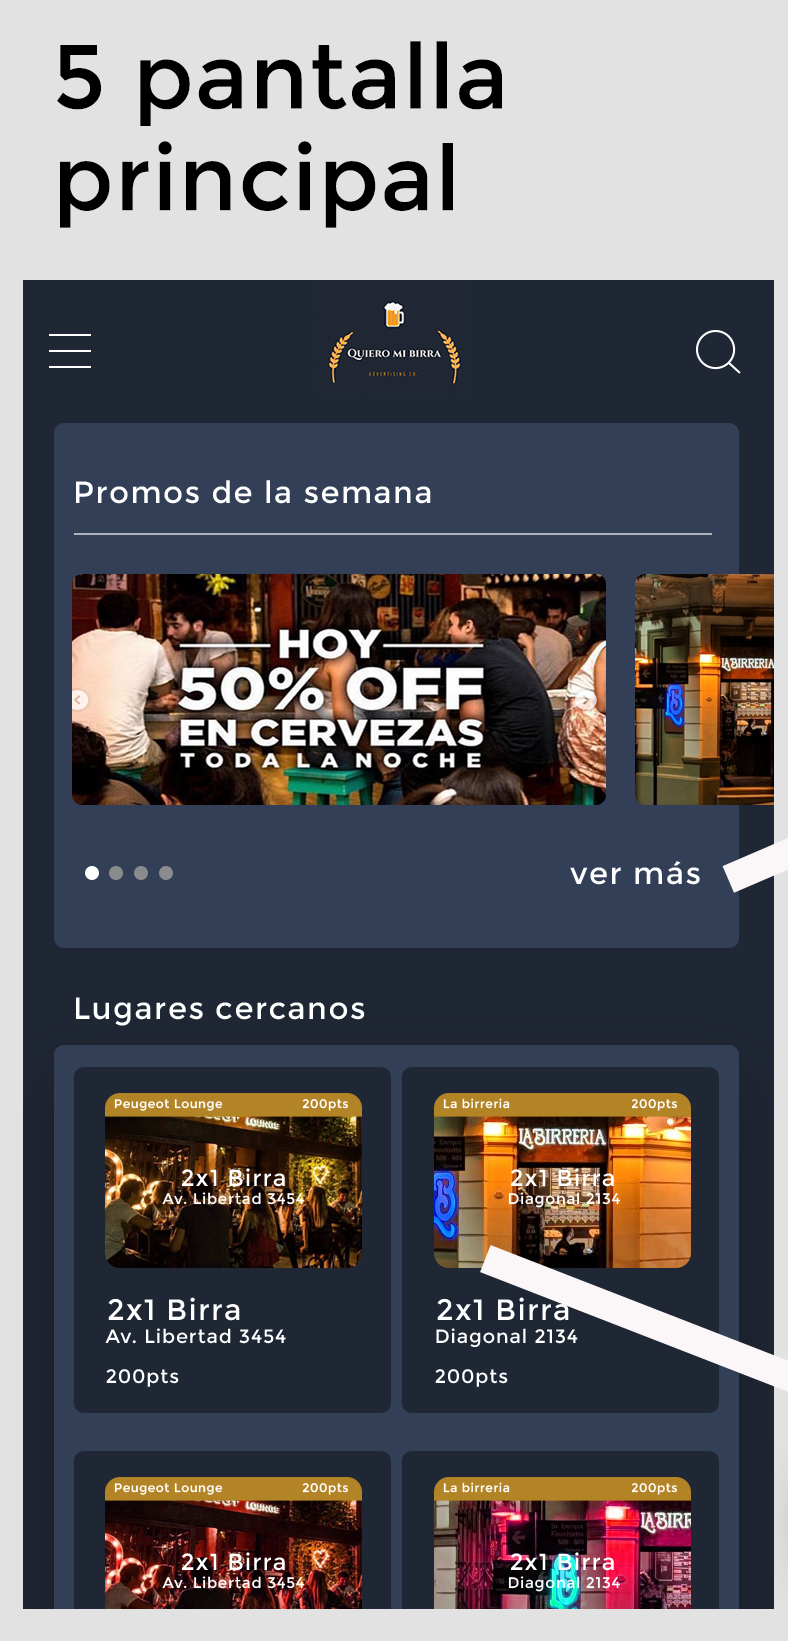 5 pantalla
principal
QUIERO MI BIRRA
ADVERTISING CO.
Promos de la semana
HOY
50% OFF
EN CERVEZAS
TODA LA NOCHE
LA BIRRERIA
ver más
Lugares cercanos
Peugeot Lounge 200pts
LOUNGE
2x1 Birra
Av. Libertad 3454
2x1 Birra
Av. Libertad 3454
200pts
La birreria 200pts
LA BIRRERIA
2x1 Birra
Diagonal 2134
2x1 Birra
Diagonal 2134
200pts
Peugeot Lounge 200pts
LOUNGE
2x1 Birra
Av. Libertad 3454
La birreria 200pts
LA BIRR
2x1 Birra
Diagonal 2134